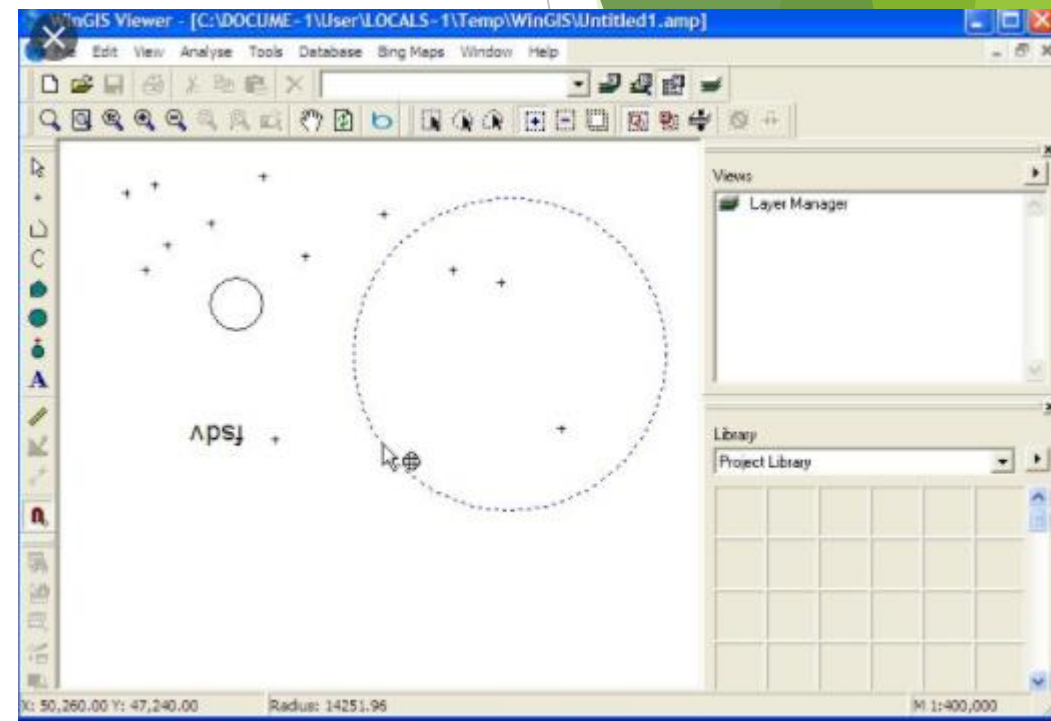 WinGIS Viewer - [C:\DOCUME~1\User\LOCALS~1\Temp\WinGIS\Untitled1.amp]
Edit View Analyse Tools Database Bing Maps Window Help
Views
Layer Manager
fsdv
Library
Project Library
X: 50,260.00 Y: 47,240.00 Radius: 14251.96 M 1:400,000